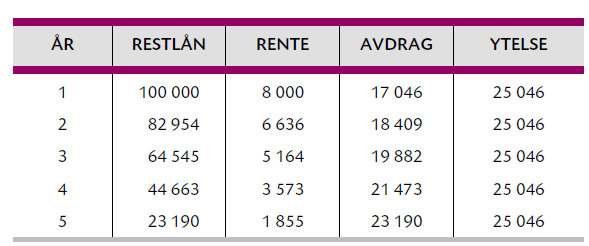 ÅR RESTLÅN RENTE AVDRAG YTELSE
1 100 000 8 000 17 046 25 046
2 82 954 6 636 18 409 25 046
3 64 545 5 164 19 882 25 046
4 44 663 3 573 21 473 25 046
5 23 190 1 855 23 190 25 046